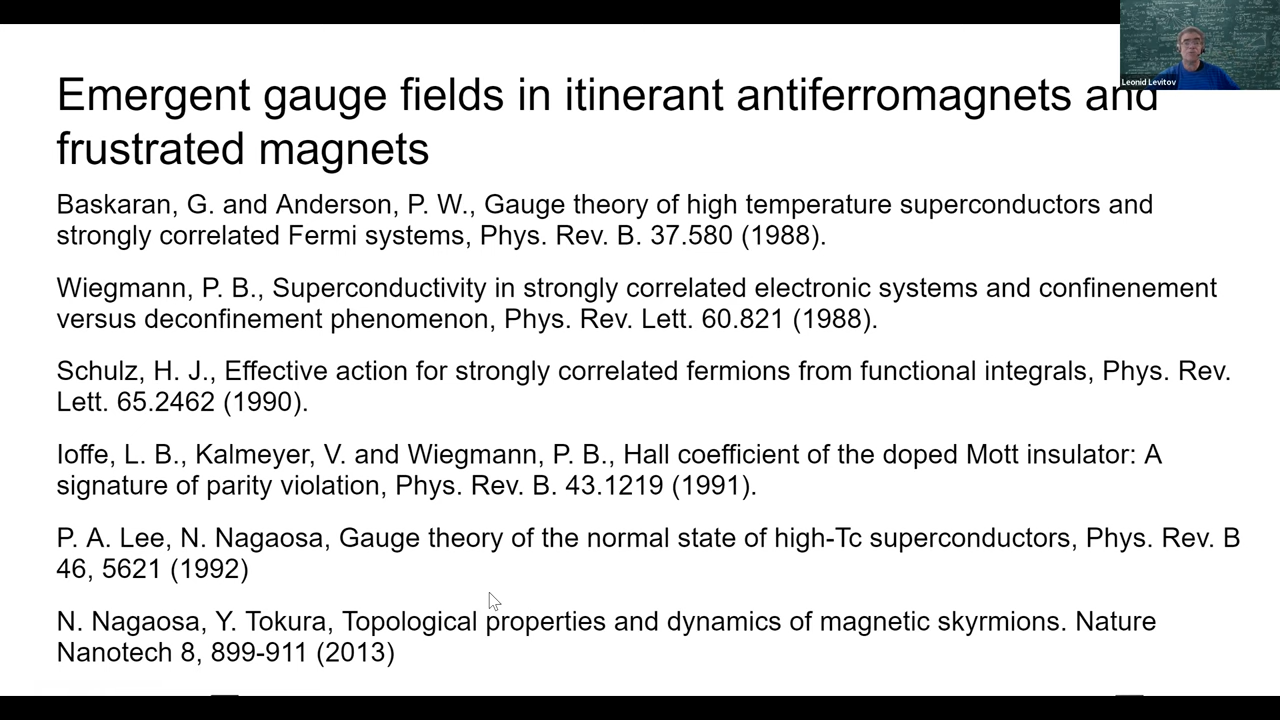 Leonid Levitov
Emergent gauge fields in itinerant antiferromagnets and
frustrated magnets
Baskaran, G. and Anderson, P. W., Gauge theory of high temperature superconductors and
strongly correlated Fermi systems, Phys. Rev. B. 37.580 (1988).
Wiegmann, P. B., Superconductivity in strongly correlated electronic systems and confinenement
versus deconfinement phenomenon, Phys. Rev. Lett. 60.821 (1988).
Schulz, H. J., Effective action for strongly correlated fermions from functional integrals, Phys. Rev.
Lett. 65.2462 (1990).
Ioffe, L. B., Kalmeyer, V. and Wiegmann, P. B., Hall coefficient of the doped Mott insulator: A
signature of parity violation, Phys. Rev. B. 43.1219 (1991).
P. A. Lee, N. Nagaosa, Gauge theory of the normal state of high-Tc superconductors, Phys. Rev. B
46, 5621 (1992)
N. Nagaosa, Y. Tokura, Topological properties and dynamics of magnetic skyrmions. Nature
Nanotech 8, 899-911 (2013)